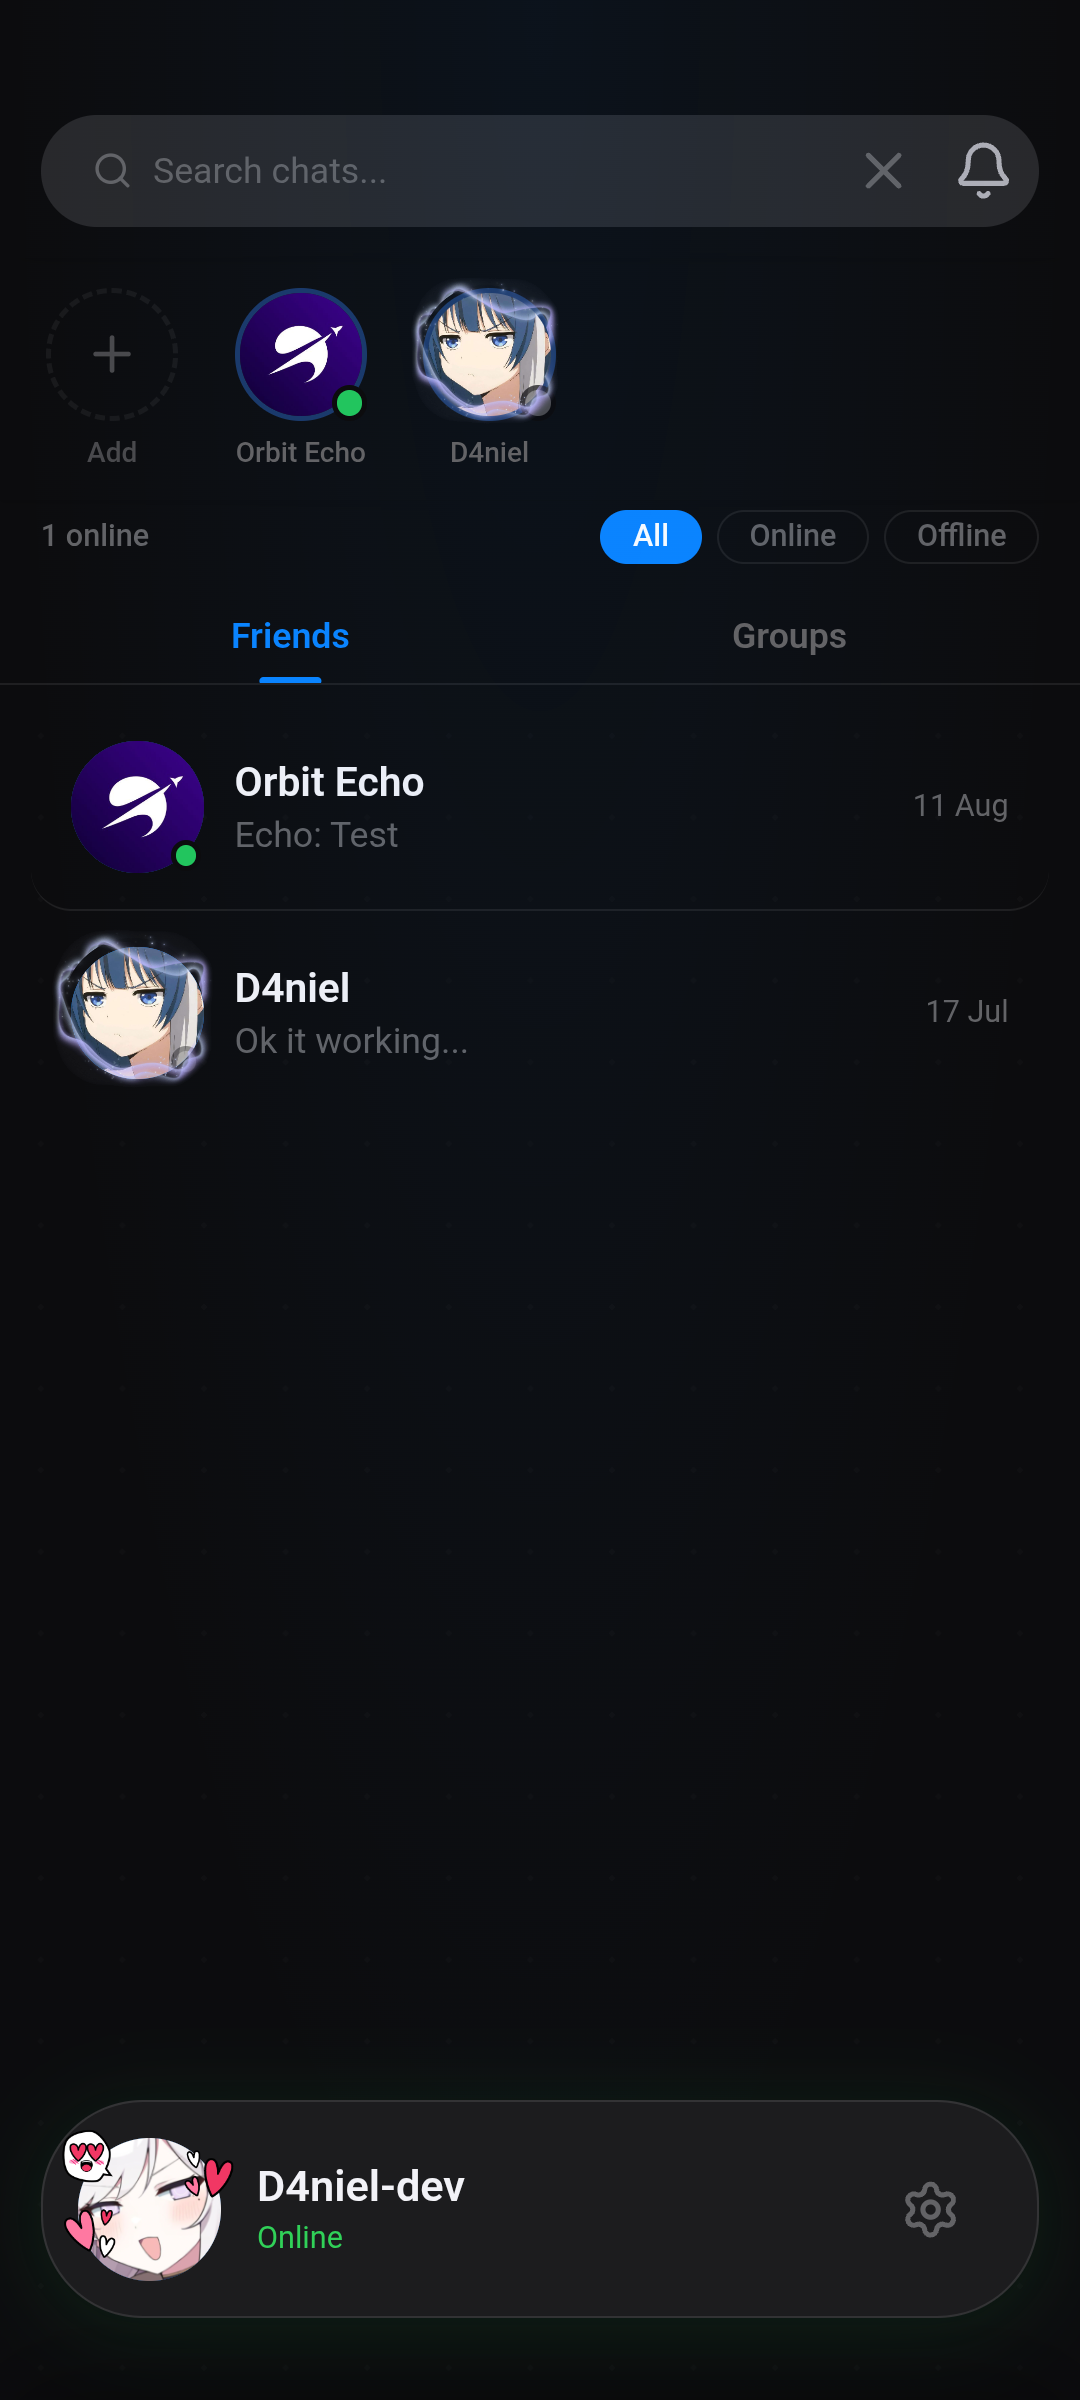 Search chats...
Add
Orbit Echo
D4niel
1 online
All
Online
Offline
Friends
Groups
Orbit Echo
11 Aug
Echo: Test
D4niel
17 Jul
Ok it working...
D4niel-dev
Online